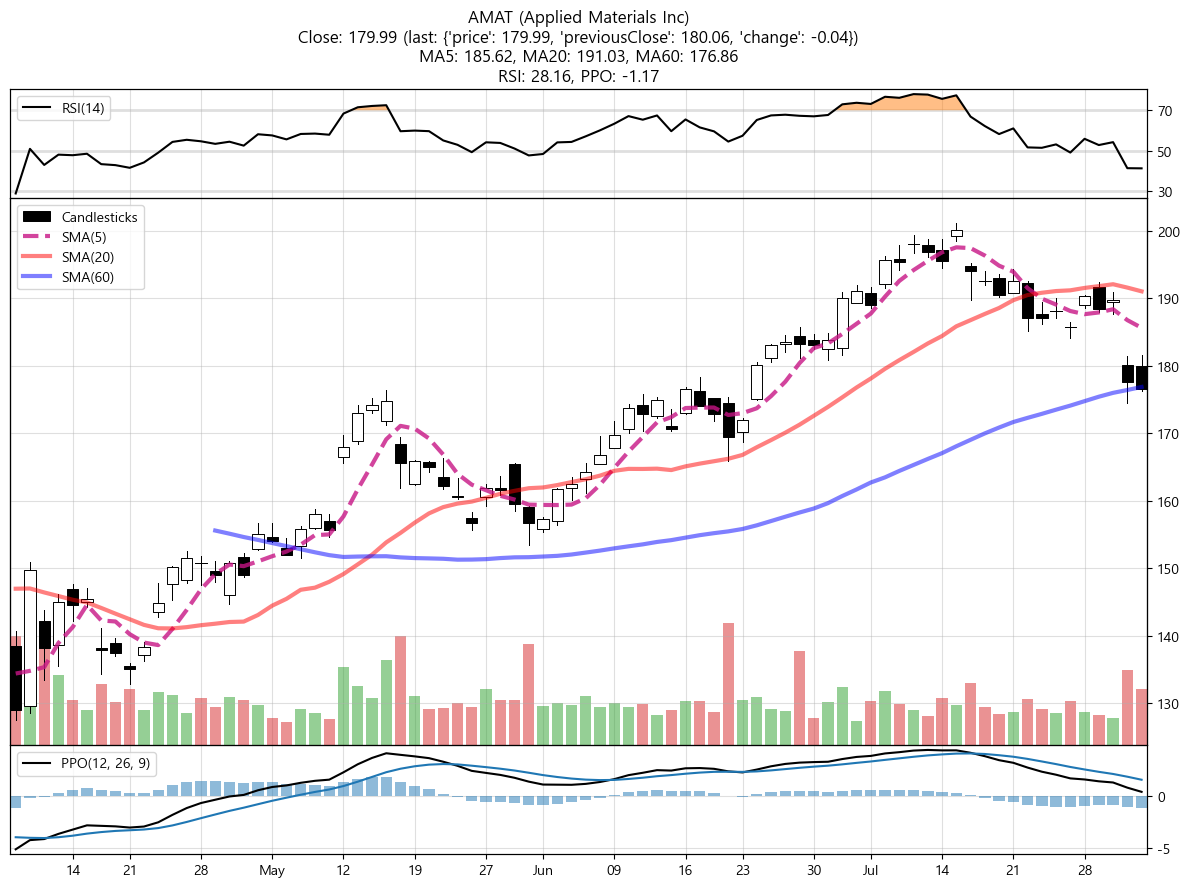 AMAT (Applied Materials Inc)
Close: 179.99 (last: {'price': 179.99, 'previousClose': 180.06, 'change': -0.04})
MA5: 185.62, MA20: 191.03, MA60: 176.86
RSI: 28.16, PPO: -1.17
RSI(14)
70
50
30
Candlesticks
SMA(5)
SMA(20)
SMA(60)
200
190
180
170
160
150
140
130
PPO(12, 26, 9)
0
-5
14 21 28 May 12 19 27 Jun 09 16 23 30 Jul 14 21 28